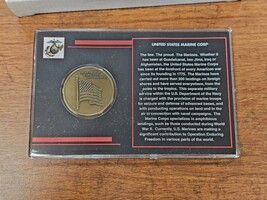 UNITED STATES MARINE CORP
The few. The proud. The Marines. Whether it
has been at Guadalcanal, Iwo Jima, Iraq or
Afghanistan, the United States Marine Corps
has been at the forefront of every American war
since its founding in 1775. The Marines have
carried out more than 300 landings on foreign
shores and have served everywhere, from the
poles to the tropics. This separate military
service within the U.S. Department of the Navy
is charged with the provision of marine troops
for seizure and defense of advanced bases, and
with conducting operations on land and in the
air in connection with naval campaigns. The
Marine Corps specializes in amphibious
landings, such as those conducted during World
War II. Currently, U.S. Marines are making a
significant contribution to Operation Enduring
Freedom in various parts of the world.